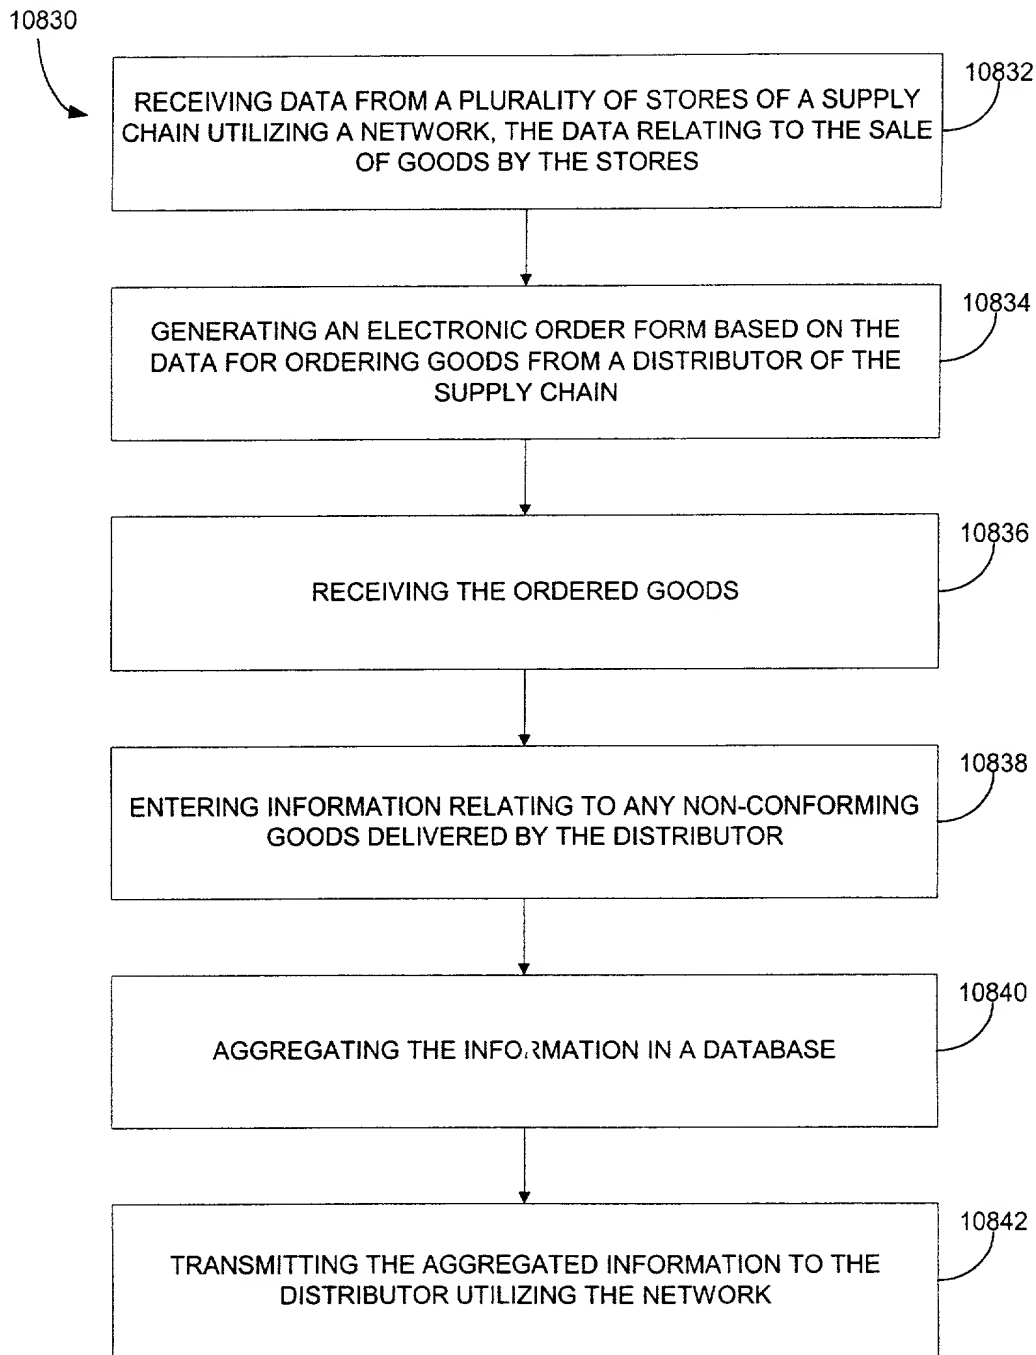 10830
10832
RECEIVING DATA FROM A PLURALITY OF STORES OF A SUPPLY
CHAIN UTILIZING A NETWORK, THE DATA RELATING TO THE SALE
OF GOODS BY THE STORES
10834
GENERATING AN ELECTRONIC ORDER FORM BASED ON THE
DATA FOR ORDERING GOODS FROM A DISTRIBUTOR OF THE
SUPPLY CHAIN
10836
RECEIVING THE ORDERED GOODS
10838
ENTERING INFORMATION RELATING TO ANY NON-CONFORMING
GOODS DELIVERED BY THE DISTRIBUTOR
10840
AGGREGATING THE INFORMATION IN A DATABASE
10842
TRANSMITTING THE AGGREGATED INFORMATION TO THE
DISTRIBUTOR UTILIZING THE NETWORK